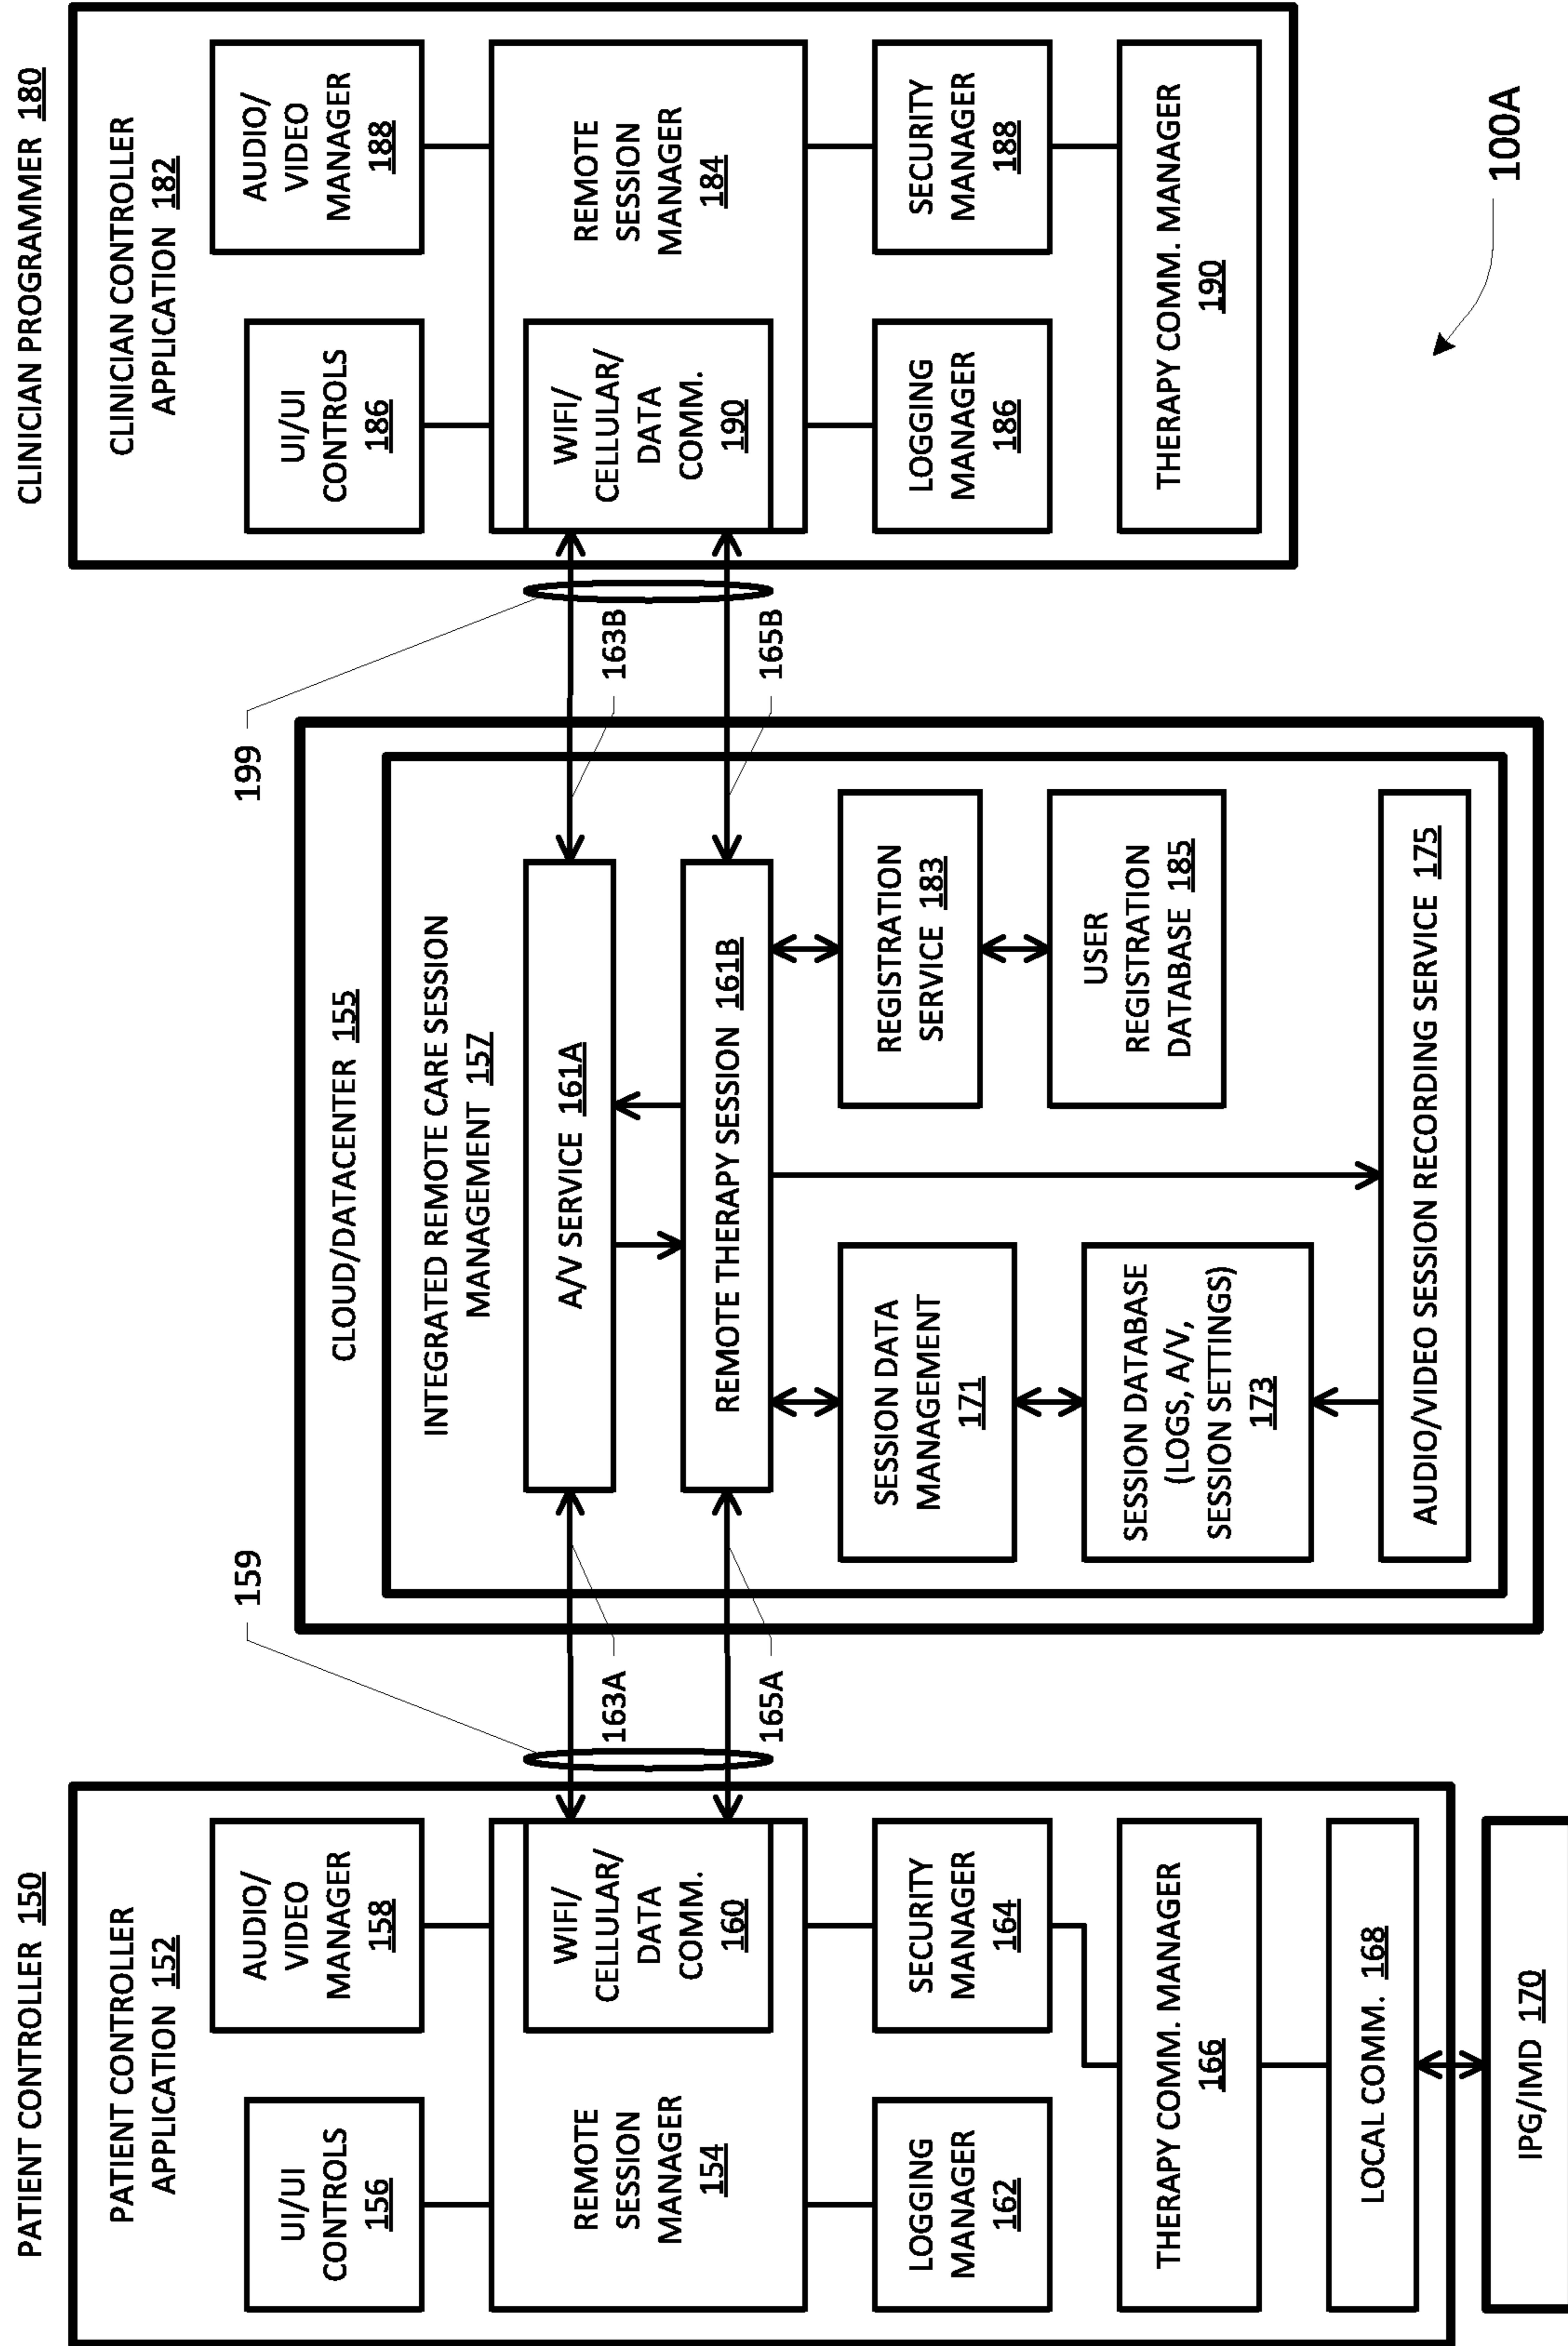 PATIENT CONTROLLER 150
PATIENT CONTROLLER
APPLICATION 152
UI/UI
CONTROLS
156
AUDIO/
VIDEO
MANAGER
158
REMOTE
SESSION
MANAGER
154
WIFI/
CELLULAR/
DATA
COMM.
160
LOGGING
MANAGER
162
SECURITY
MANAGER
164
THERAPY COMM. MANAGER
166
LOCAL COMM. 168
IPG/IMD 170
159
163A
165A
CLOUD/DATACENTER 155
INTEGRATED REMOTE CARE SESSION
MANAGEMENT 157
A/V SERVICE 161A
REMOTE THERAPY SESSION 161B
SESSION DATA
MANAGEMENT
171
SESSION DATABASE
(LOGS, A/V,
SESSION SETTINGS)
173
REGISTRATION
SERVICE 183
USER
REGISTRATION
DATABASE 185
AUDIO/VIDEO SESSION RECORDING SERVICE 175
199
163B
165B
CLINICIAN PROGRAMMER 180
CLINICIAN CONTROLLER
APPLICATION 182
UI/UI
CONTROLS
186
AUDIO/
VIDEO
MANAGER
188
WIFI/
CELLULAR/
DATA
COMM.
190
REMOTE
SESSION
MANAGER
184
LOGGING
MANAGER
186
SECURITY
MANAGER
188
THERAPY COMM. MANAGER
190
100A